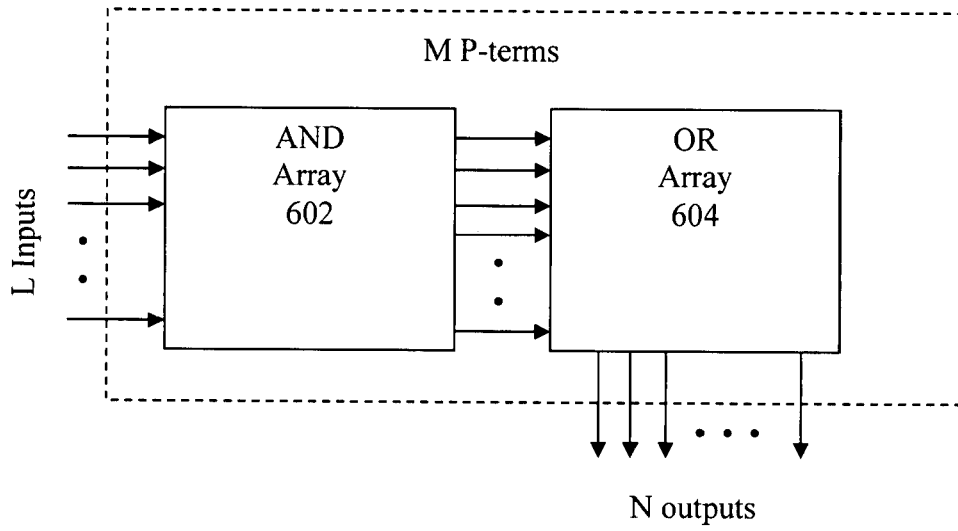 M P-terms
L Inputs
AND
Array
602
OR
Array
604
N outputs